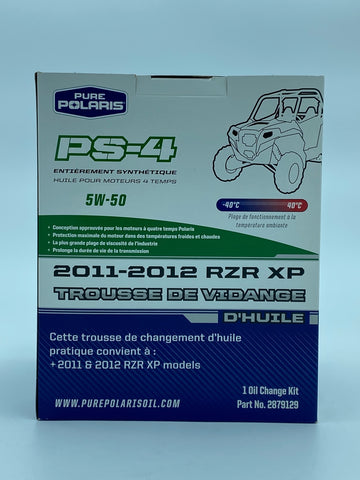 PURE
POLARIS
PS-4
ENTIÈREMENT SYNTHÉTIQUE
HUILE POUR MOTEURS 4 TEMPS
5W-50
-40°C 40°C
Plage de fonctionnement à la
température ambiante
• Conception approuvée pour les moteurs à quatre temps Polaris
• Protection maximale du moteur dans des températures froides et chaudes
• La plus grande plage de viscosité de l'industrie
• Prolonge la durée de vie de la transmission
2011-2012 RZR XP
TROUSSE DE VIDANGE
D'HUILE
Cette trousse de changement d'huile
pratique convient à :
+ 2011 & 2012 RZR XP models
1 Oil Change Kit
Part No. 2879129
WWW.PUREPOLARISOIL.COM